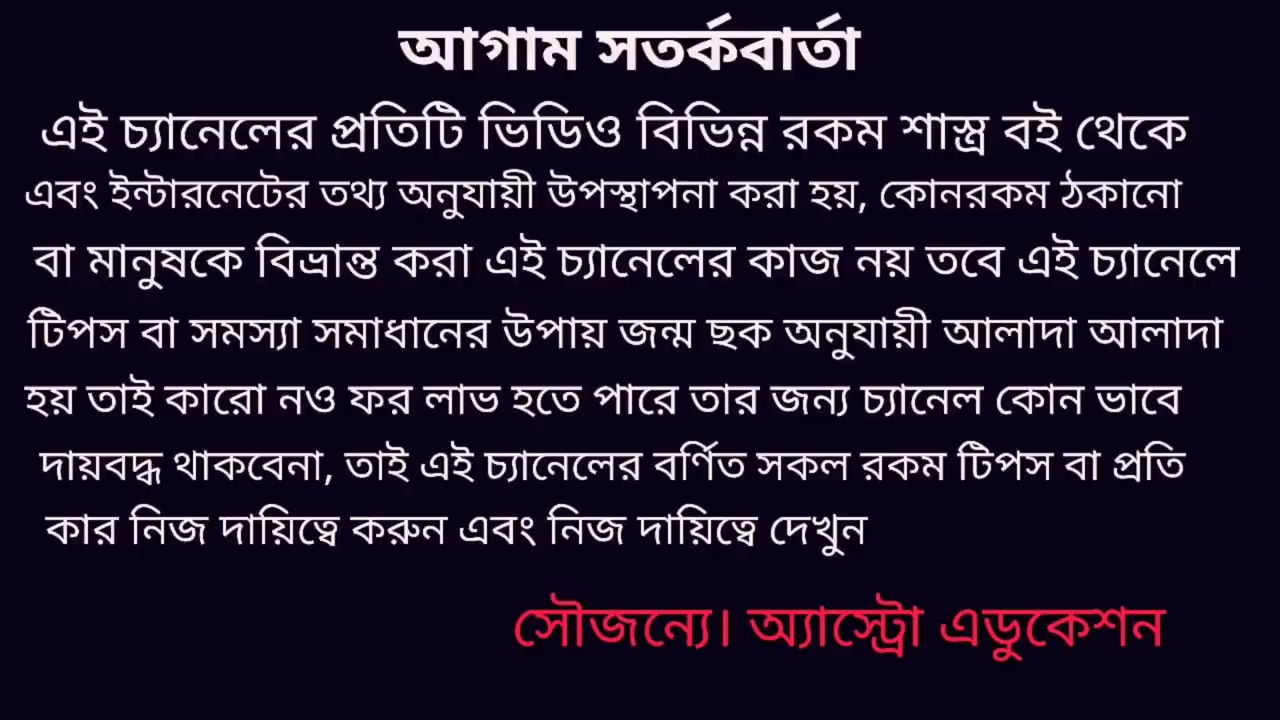 আগাম সতর্কবার্তা
এই চ্যানেলের প্রতিটি ভিডিও বিভিন্ন রকম শাস্ত্র বই থেকে
এবং ইন্টারনেটের তথ্য অনুযায়ী উপস্থাপনা করা হয়, কোনরকম ঠকানো
বা মানুষকে বিভ্রান্ত করা এই চ্যানেলের কাজ নয় তবে এই চ্যানেলে
টিপস বা সমস্যা সমাধানের উপায় জন্ম ছক অনুযায়ী আলাদা আলাদা
হয় তাই কারো নও ফর লাভ হতে পারে তার জন্য চ্যানেল কোন ভাবে
দায়বদ্ধ থাকবেনা, তাই এই চ্যানেলের বর্ণিত সকল রকম টিপস বা প্রতি
কার নিজ দায়িত্বে করুন এবং নিজ দায়িত্বে দেখুন
সৌজন্যে। অ্যাস্ট্রো এডুকেশন